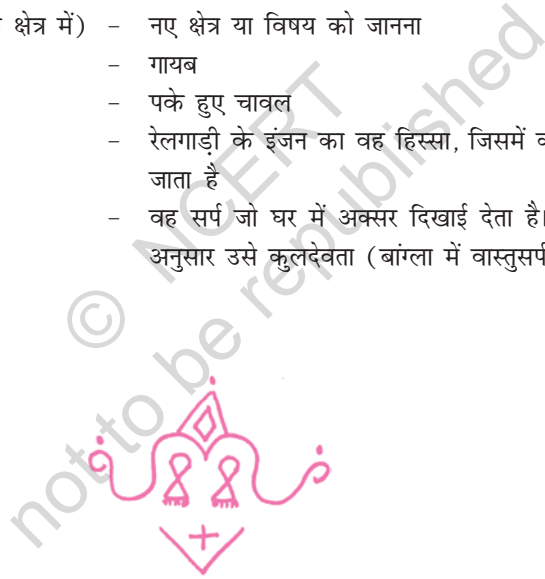 क्षेत्र में) – नए क्षेत्र या विषय को जानना
– गायब
– पके हुए चावल
– रेलगाड़ी के इंजन का वह हिस्सा, जिसमें
जाता है
– वह सर्प जो घर में अक्सर दिखाई देता है।
अनुसार उसे कुलदेवता (बांग्ला में वास्तुसर्प
© NCERT
not to be republished